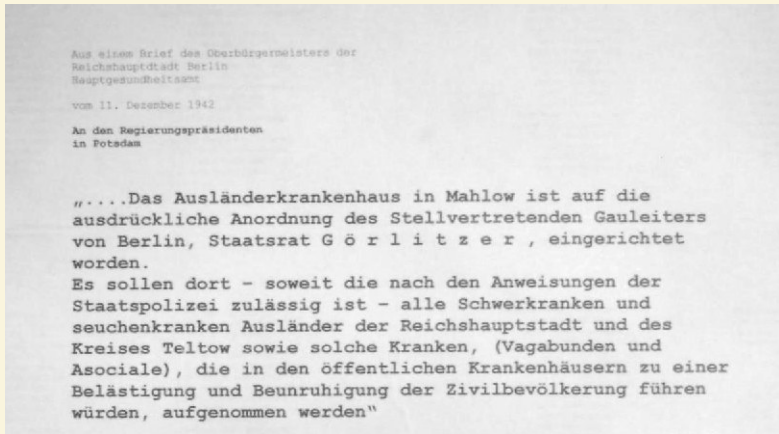 Aus einem Brief des Oberbürgermeisters der
Reichshauptdtadt Berlin
Hauptgesundheitsamt
vom 11. Dezember 1942
An den Regierungspräsidenten
in Potsdam
„....Das Ausländerkrankenhaus in Mahlow ist auf die
ausdrückliche Anordnung des Stellvertretenden Gauleiters
von Berlin, Staatsrat G ö r l i t z e r , eingerichtet
worden.
Es sollen dort – soweit die nach den Anweisungen der
Staatspolizei zulässig ist – alle Schwerkranken und
seuchenkranken Ausländer der Reichshauptstadt und des
Kreises Teltow sowie solche Kranken, (Vagabunden und
Asociale), die in den öffentlichen Krankenhäusern zu einer
Belästigung und Beunruhigung der Zivilbevölkerung führen
würden, aufgenommen werden“